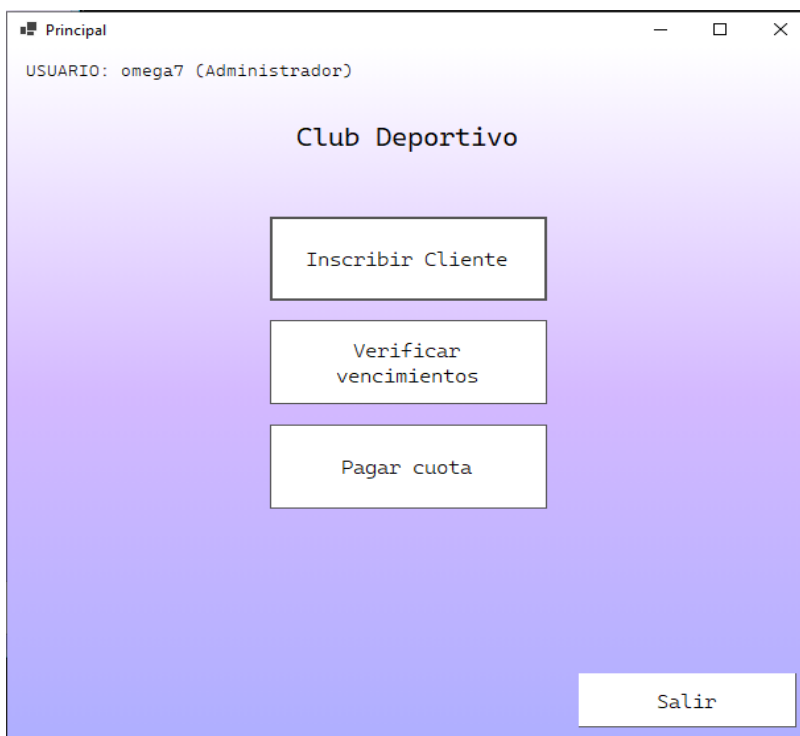 Principal
USUARIO: omega7 (Administrador)
Club Deportivo
Inscribir Cliente
Verificar
vencimientos
Pagar cuota
Salir